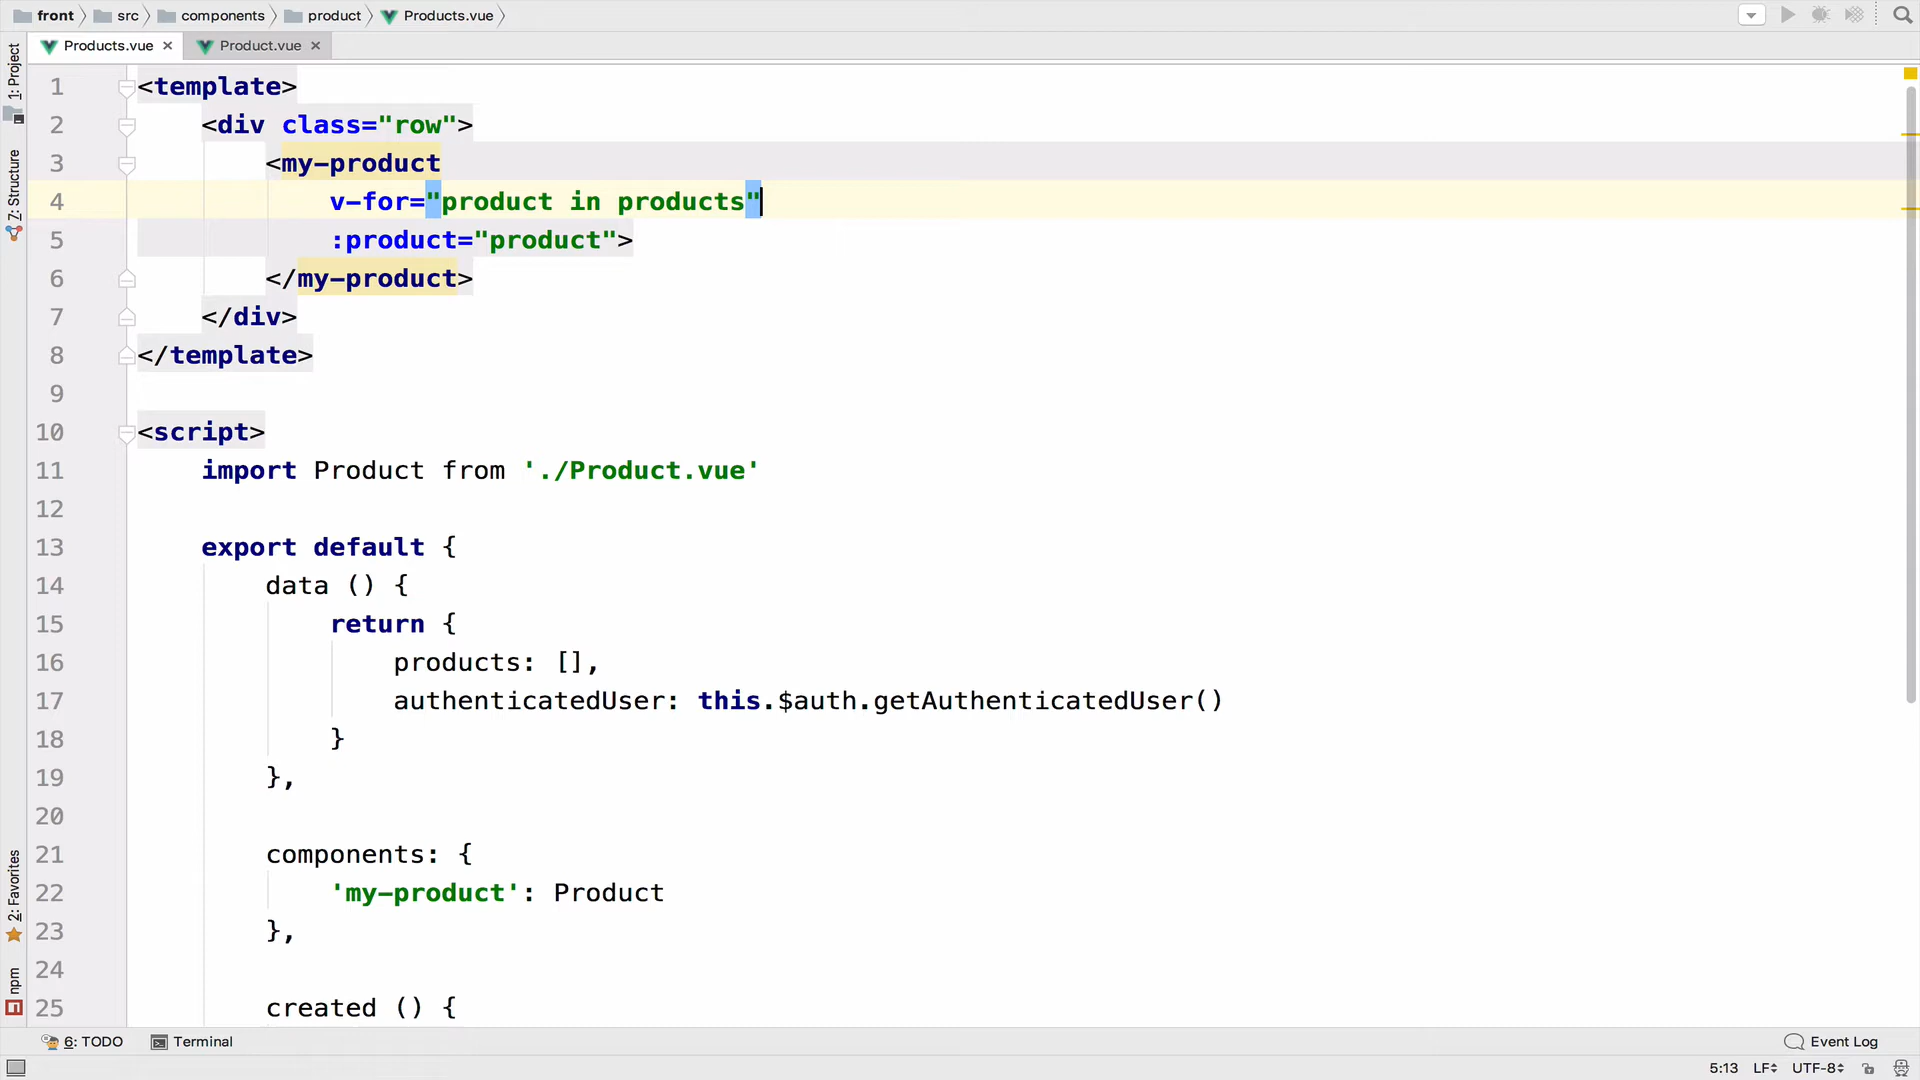 front src components product Products.vue
Products.vue Product.vue
1: Project
7: Structure
2: Favorites
npm
1 <template>
2 <div class="row">
3 <my-product
4 v-for="product in products"
5 :product="product">
6 </my-product>
7 </div>
8 </template>
9
10 <script>
11 import Product from './Product.vue'
12
13 export default {
14 data () {
15 return {
16 products: [],
17 authenticatedUser: this.$auth.getAuthenticatedUser()
18 }
19 },
20
21 components: {
22 'my-product': Product
23 },
24
25 created () {
6: TODO Terminal Event Log
5:13 LF UTF-8